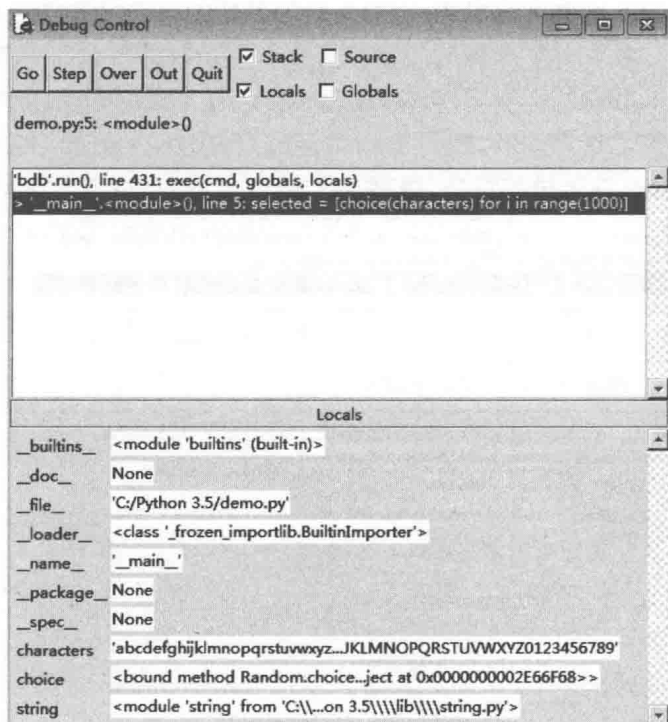 Debug Control
Go Step Over Out Quit
Stack Source
Locals Globals
demo.py:5: <module>()
'bdb'.run(), line 431: exec(cmd, globals, locals)
> '__main__'.<module>(), line 5: selected = [choice(characters) for i in range(1000)]
Locals
__builtins__ <module 'builtins' (built-in)>
__doc__ None
__file__ 'C:/Python 3.5/demo.py'
__loader__ <class '_frozen_importlib.BuiltinImporter'>
__name__ '__main__'
__package__ None
__spec__ None
characters 'abcdefghijklmnopqrstuvwxyz...JKLMNOPQRSTUVWXYZ0123456789'
choice <bound method Random.choice...ject at 0x0000000002E66F68>>
string <module 'string' from 'C:\\...on 3.5\\\\lib\\\\string.py'>